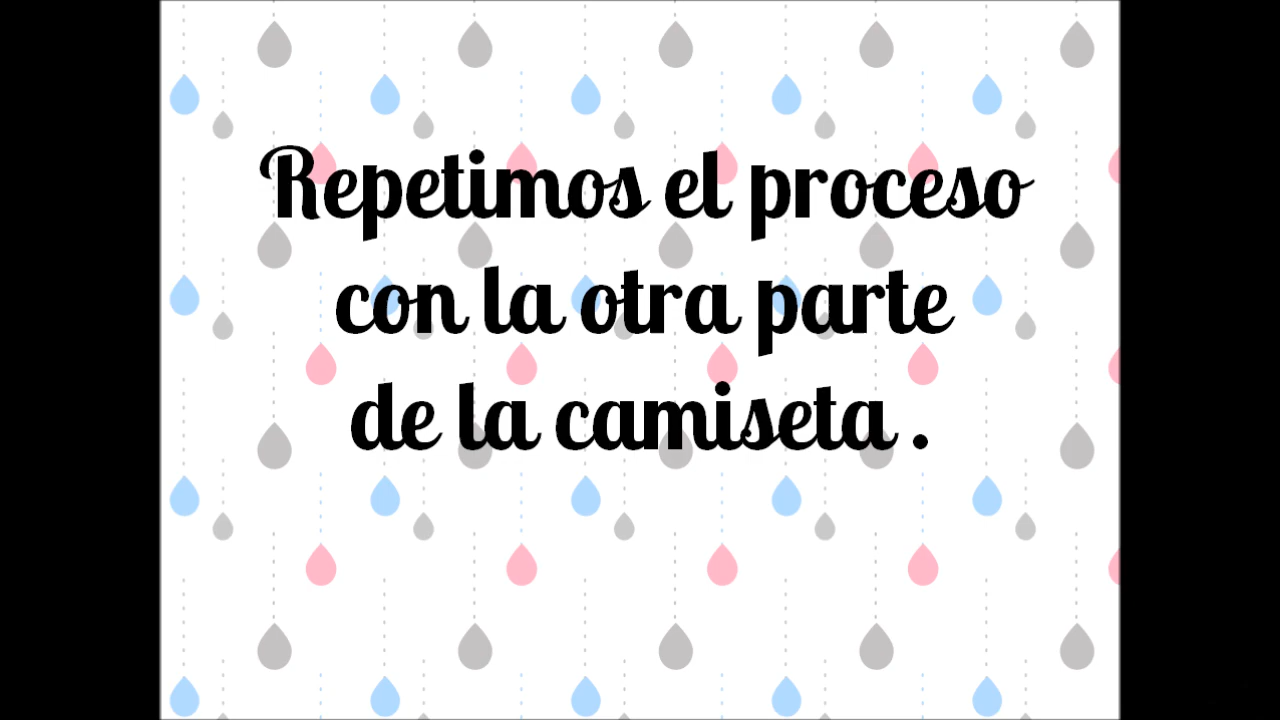 Repetimos el proceso
con la otra parte
de la camiseta .